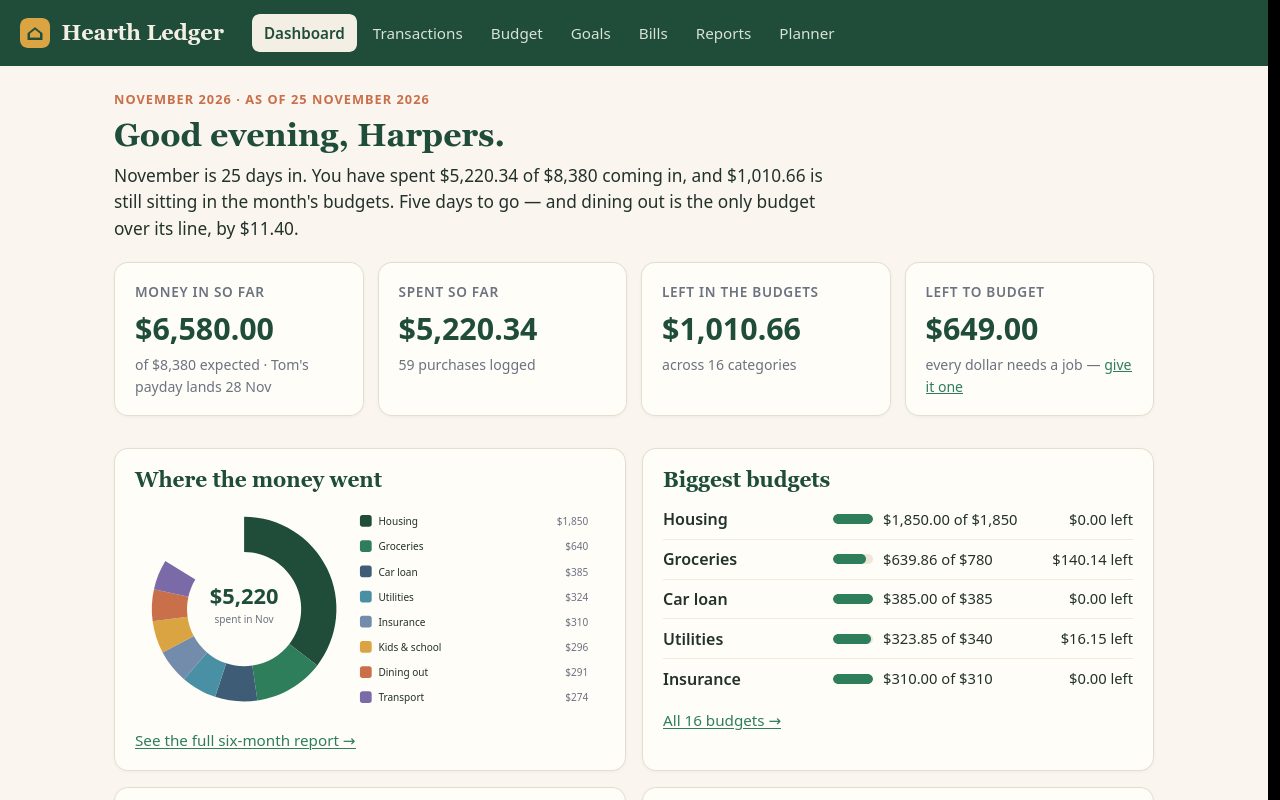 Hearth Ledger
Dashboard
Transactions
Budget
Goals
Bills
Reports
Planner
NOVEMBER 2026 · AS OF 25 NOVEMBER 2026
Good evening, Harpers.
November is 25 days in. You have spent $5,220.34 of $8,380 coming in, and $1,010.66 is
still sitting in the month's budgets. Five days to go — and dining out is the only budget
over its line, by $11.40.
MONEY IN SO FAR
$6,580.00
of $8,380 expected · Tom's
payday lands 28 Nov
SPENT SO FAR
$5,220.34
59 purchases logged
LEFT IN THE BUDGETS
$1,010.66
across 16 categories
LEFT TO BUDGET
$649.00
every dollar needs a job — give
it one
Where the money went
$5,220
spent in Nov
Housing $1,850
Groceries $640
Car loan $385
Utilities $324
Insurance $310
Kids & school $296
Dining out $291
Transport $274
See the full six-month report →
Biggest budgets
Housing $1,850.00 of $1,850 $0.00 left
Groceries $639.86 of $780 $140.14 left
Car loan $385.00 of $385 $0.00 left
Utilities $323.85 of $340 $16.15 left
Insurance $310.00 of $310 $0.00 left
All 16 budgets →